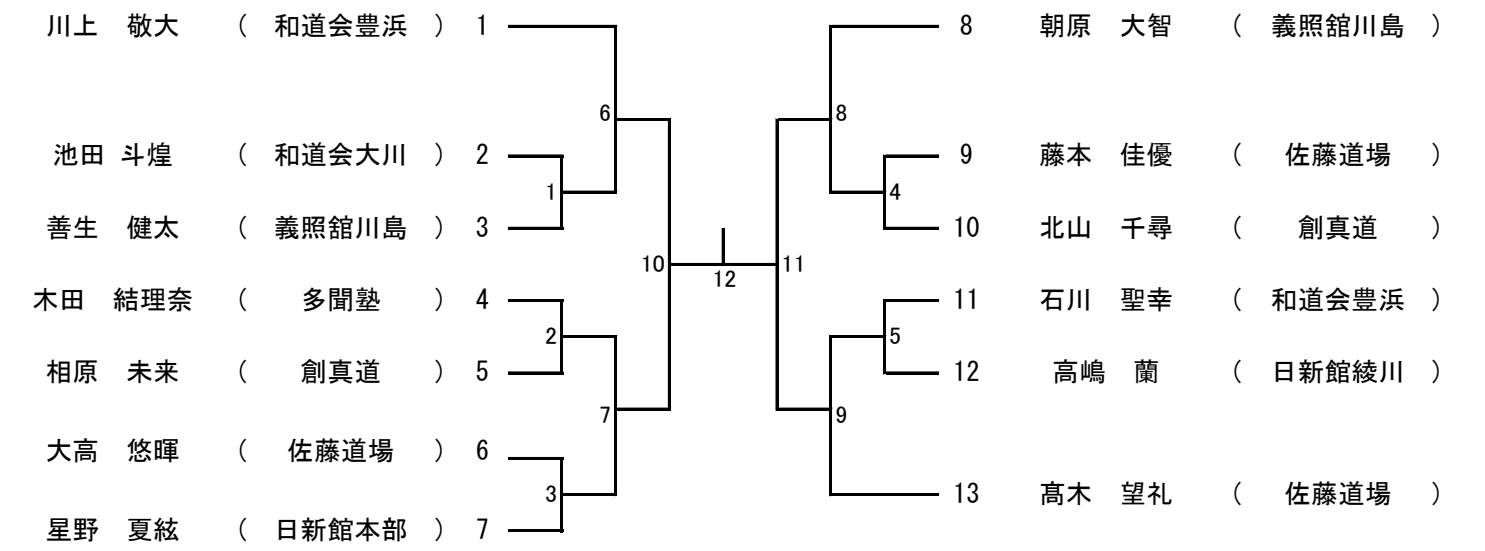 川上 敬大 ( 和道会豊浜 ) 1
池田 斗煌 ( 和道会大川 ) 2
善生 健太 ( 義照舘川島 ) 3
木田 結理奈 ( 多聞塾 ) 4
相原 未来 ( 創真道 ) 5
大高 悠暉 ( 佐藤道場 ) 6
星野 夏絃 ( 日新館本部 ) 7
6
1
10
2
7
3
12
8
4
11
5
9
8 朝原 大智 ( 義照舘川島 )
9 藤本 佳優 ( 佐藤道場 )
10 北山 千尋 ( 創真道 )
11 石川 聖幸 ( 和道会豊浜 )
12 高嶋 蘭 ( 日新館綾川 )
13 髙木 望礼 ( 佐藤道場 )